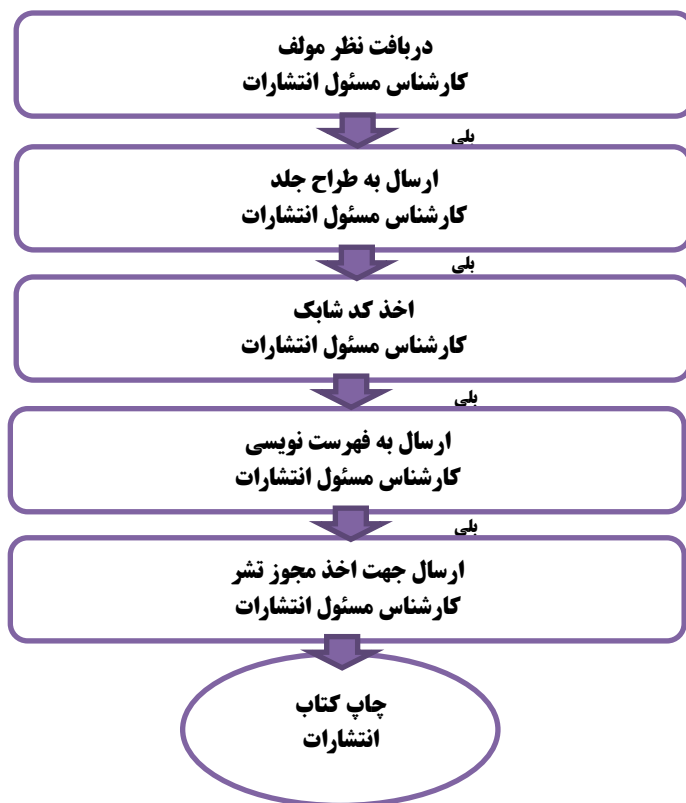 دربافت نظر مولف
کارشناس مسئول انتشارات
بلی
ارسال به طراح جلد
کارشناس مسئول انتشارات
بلی
اخذ کد شابک
کارشناس مسئول انتشارات
بلی
ارسال به فهرست نویسی
کارشناس مسئول انتشارات
بلی
ارسال جهت اخذ مجوز تشر
کارشناس مسئول انتشارات
چاپ کتاب
انتشارات